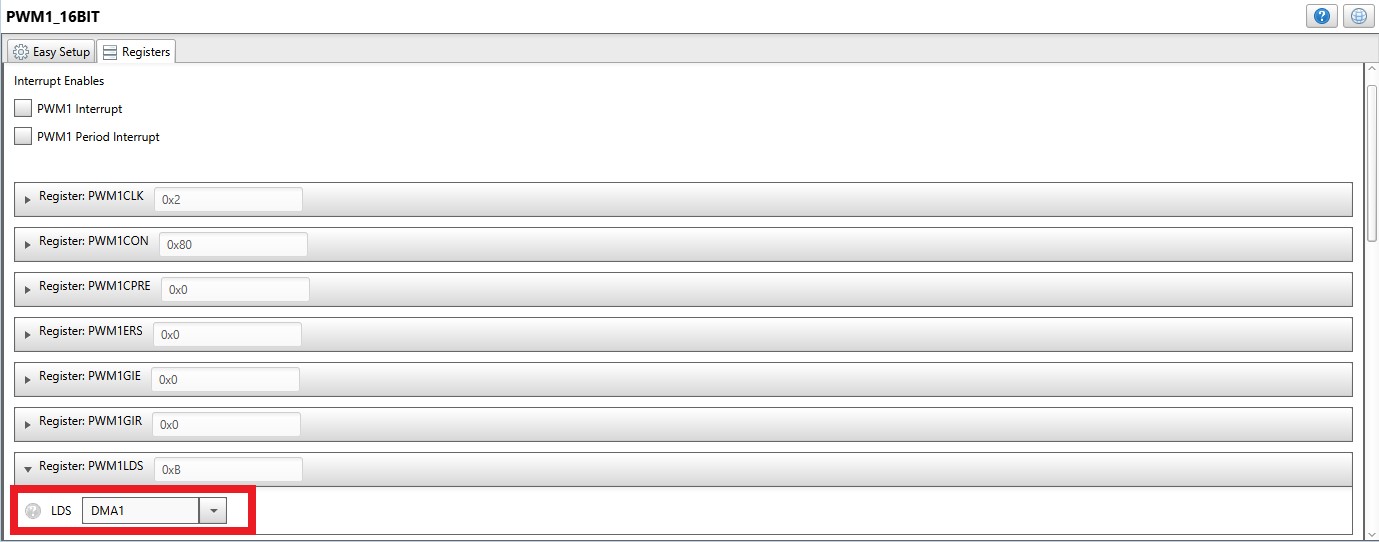 PWM1_16BIT
Easy Setup Registers
Interrupt Enables
PWM1 Interrupt
PWM1 Period Interrupt
Register: PWM1CLK 0x2
Register: PWM1CON 0x80
Register: PWM1CPRE 0x0
Register: PWM1ERS 0x0
Register: PWM1GIE 0x0
Register: PWM1GIR 0x0
Register: PWM1LDS 0xB
LDS DMA1